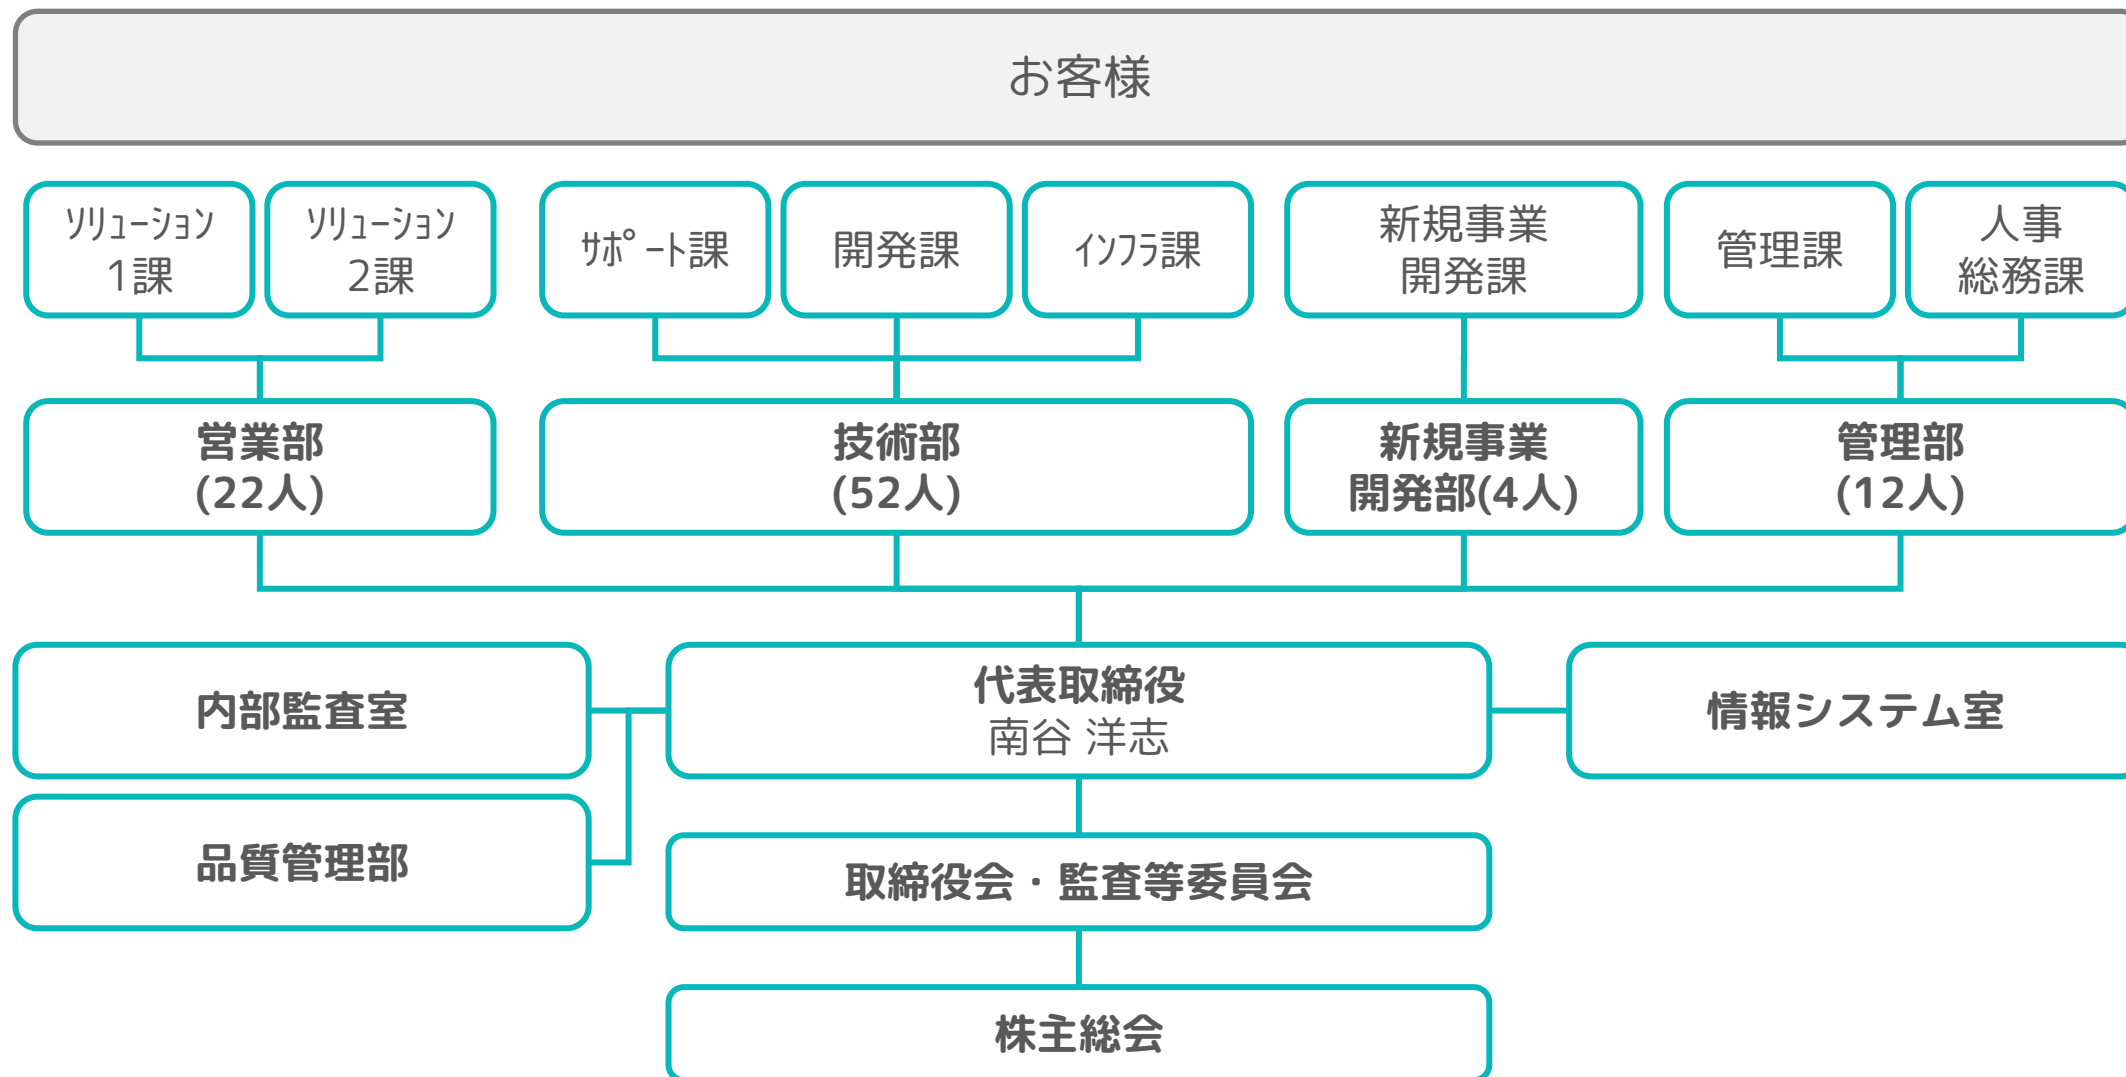 お客様
ｿﾘｭｰｼｮﾝ
1課
ｿﾘｭｰｼｮﾝ
2課
ｻﾎﾟｰﾄ課
開発課
ｲﾝﾌﾗ課
新規事業
開発課
管理課
人事
総務課
営業部
(22人)
技術部
(52人)
新規事業
開発部(4人)
管理部
(12人)
内部監査室
代表取締役
南谷 洋志
情報システム室
品質管理部
取締役会・監査等委員会
株主総会